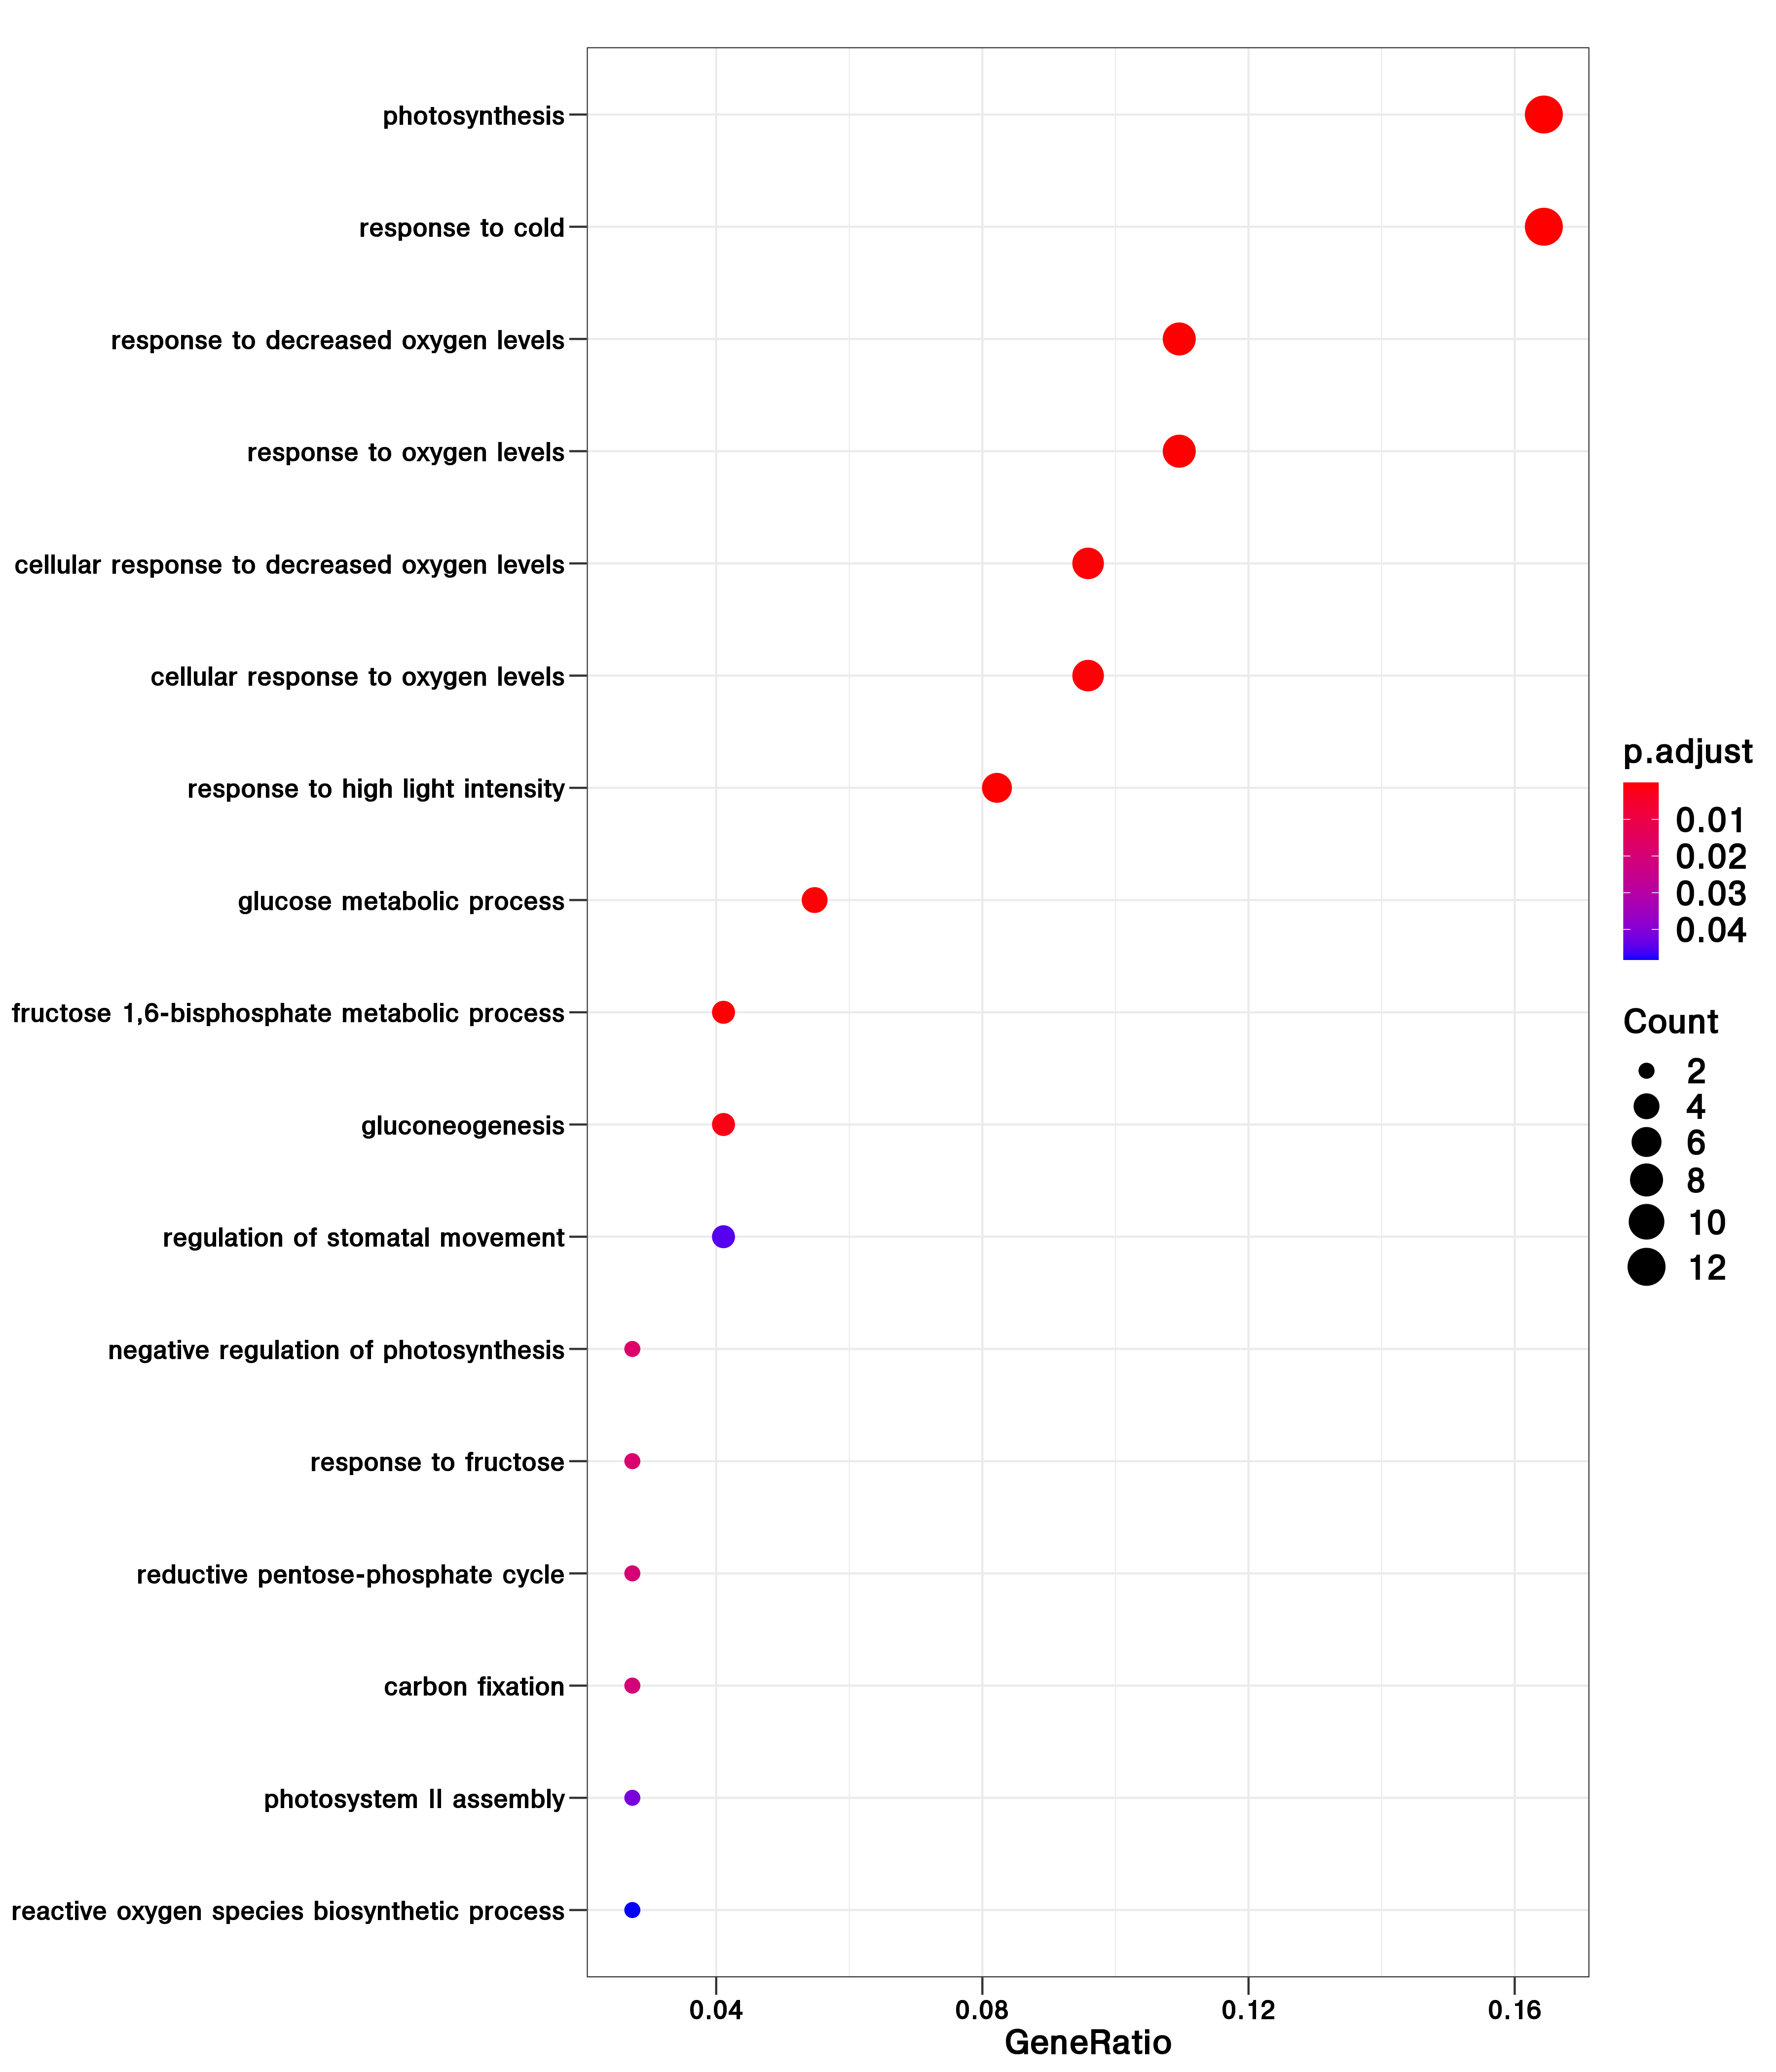 photosynthesis
response to cold
response to decreased oxygen levels
response to oxygen levels
cellular response to decreased oxygen levels
cellular response to oxygen levels
response to high light intensity
glucose metabolic process
fructose 1,6-bisphosphate metabolic process
gluconeogenesis
regulation of stomatal movement
negative regulation of photosynthesis
response to fructose
reductive pentose-phosphate cycle
carbon fixation
photosystem II assembly
reactive oxygen species biosynthetic process
0.04 0.08 0.12 0.16
GeneRatio
p.adjust
0.01
0.02
0.03
0.04
Count
2
4
6
8
10
12